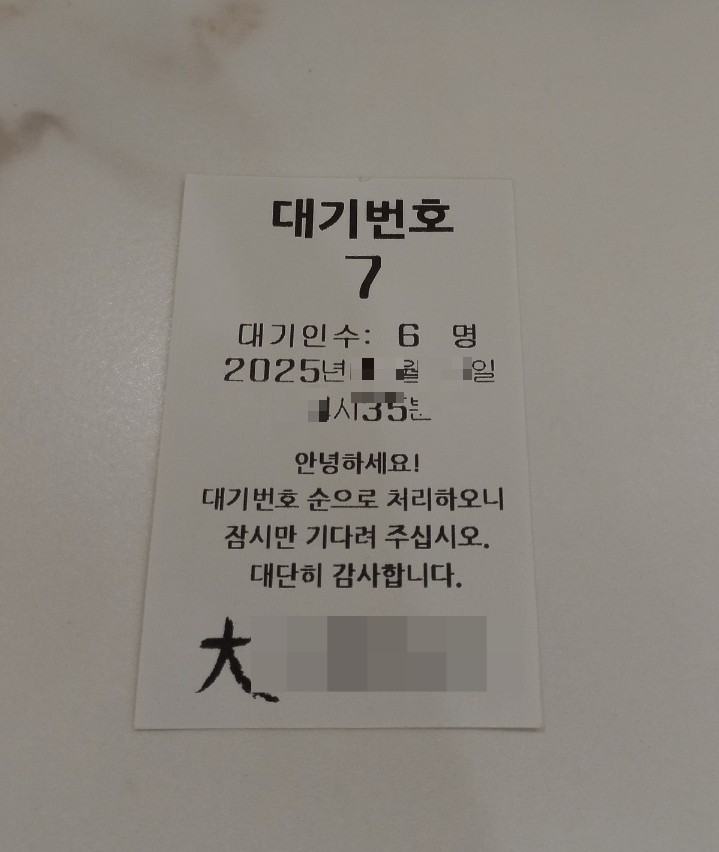 대기번호
7
대기인수: 6 명
2025년 월 일
시35분
안녕하세요!
대기번호 순으로 처리하오니
잠시만 기다려 주십시오.
대단히 감사합니다.
大